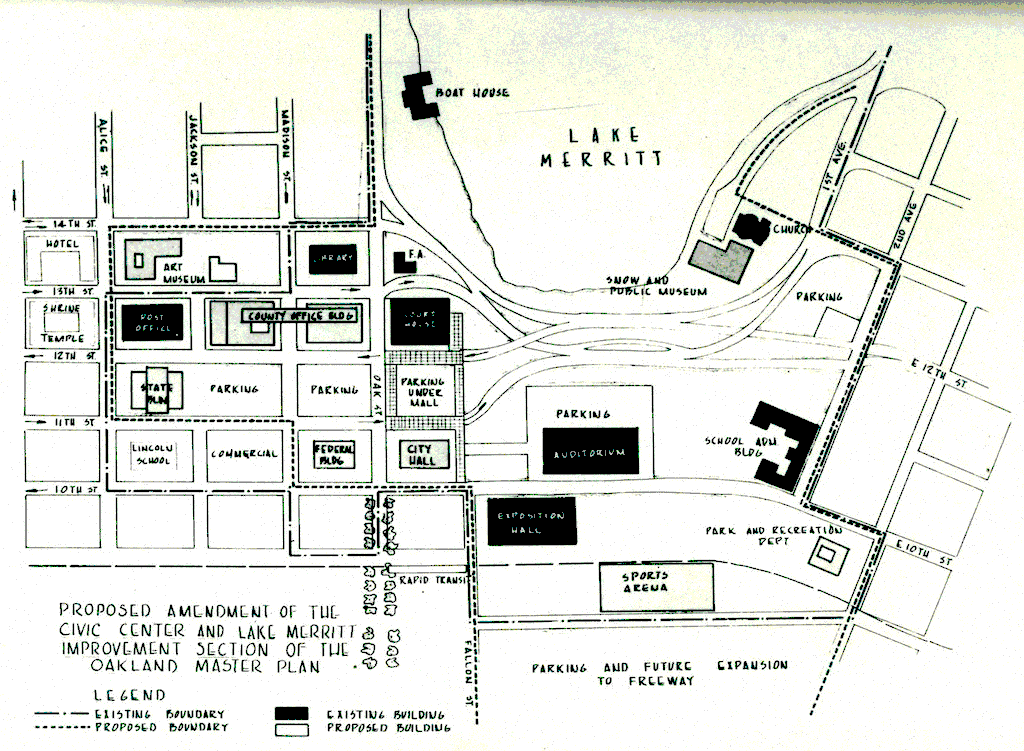 BOAT HOUSE
LAKE
MERRITT
ALICE ST.
JACKSON ST.
MADISON ST.
1ST AVE.
2ND AVE.
14TH ST.
HOTEL
ART
MUSEUM
LIBRARY
F.A.
CHURCH
SNOW AND
PUBLIC MUSEUM
PARKING
13TH ST.
SHRINE
TEMPLE
POST
OFFICE
COUNTY OFFICE BLDG
COURT
HOUSE
12TH ST.
STATE
BLDG
PARKING
PARKING
OAK ST.
PARKING
UNDER
MALL
E 12TH ST.
PARKING
11TH ST.
LINCOLN
SCHOOL
COMMERCIAL
FEDERAL
BLDG
CITY
HALL
AUDITORIUM
SCHOOL ADM
BLDG
10TH ST
EXPOSITION
HALL
PARK AND RECREATION
DEPT
E 10TH ST
RAPID TRANSIT
SPORTS
ARENA
FALLON ST.
PARKING AND FUTURE EXPANSION
TO FREEWAY
PROPOSED AMENDMENT OF THE
CIVIC CENTER AND LAKE MERRITT
IMPROVEMENT SECTION OF THE
OAKLAND MASTER PLAN
LEGEND
EXISTING BOUNDARY
PROPOSED BOUNDARY
EXISTING BUILDING
PROPOSED BUILDING